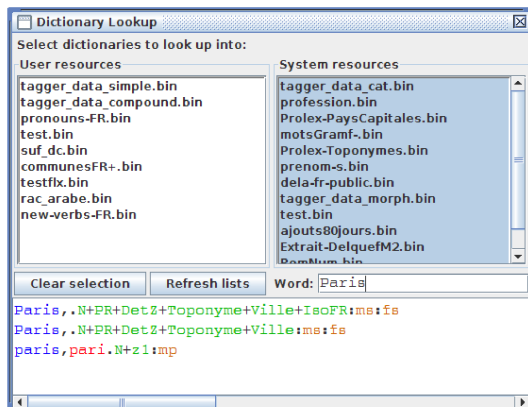 Dictionary Lookup
Select dictionaries to look up into:
User resources
tagger_data_simple.bin
tagger_data_compound.bin
pronouns-FR.bin
test.bin
suf_dc.bin
communesFR+.bin
testflx.bin
rac_arabe.bin
new-verbs-FR.bin
System resources
tagger_data_cat.bin
profession.bin
Prolex-PaysCapitales.bin
motsGramf-.bin
Prolex-Toponymes.bin
prenom-s.bin
dela-fr-public.bin
tagger_data_morph.bin
test.bin
ajouts80jours.bin
Extrait-DelquefM2.bin
RomNum.bin
Clear selection Refresh lists Word: Paris
Paris,.N+PR+DetZ+Toponyme+Ville+IsoFR:ms:fs
Paris,.N+PR+DetZ+Toponyme+Ville:ms:fs
paris,pari.N+z1:mp